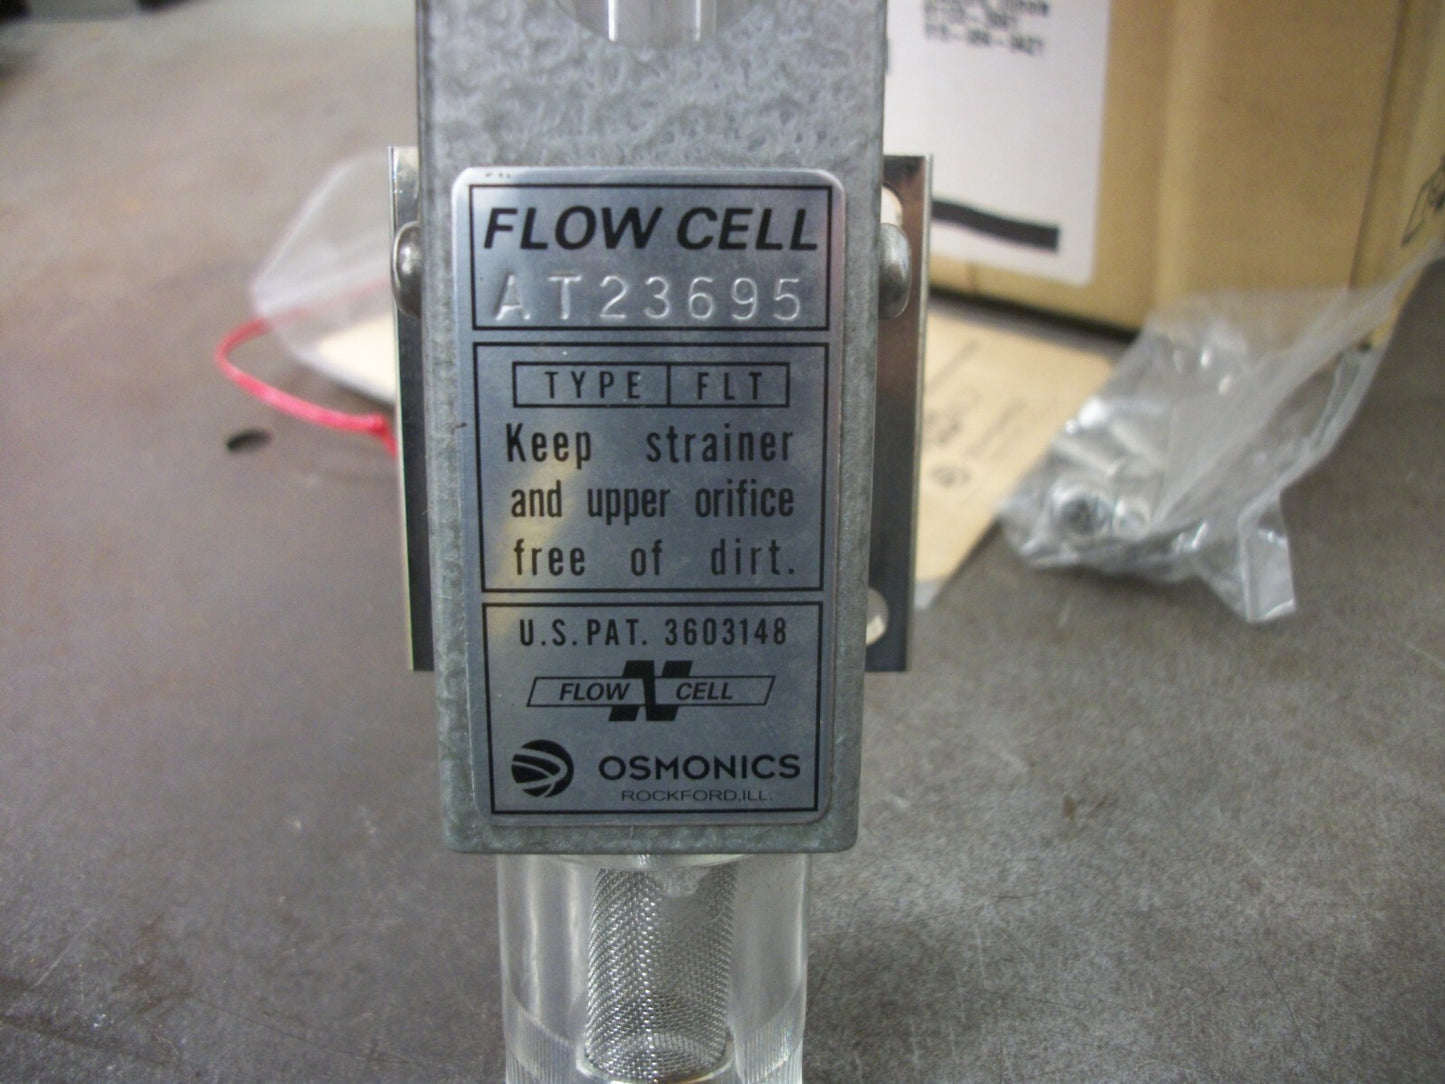 FLOW CELL
AT23695
TYPE FLT
Keep strainer
and upper orifice
free of dirt.
U.S.PAT. 3603148
FLOW CELL
OSMONICS
ROCKFORD,ILL.